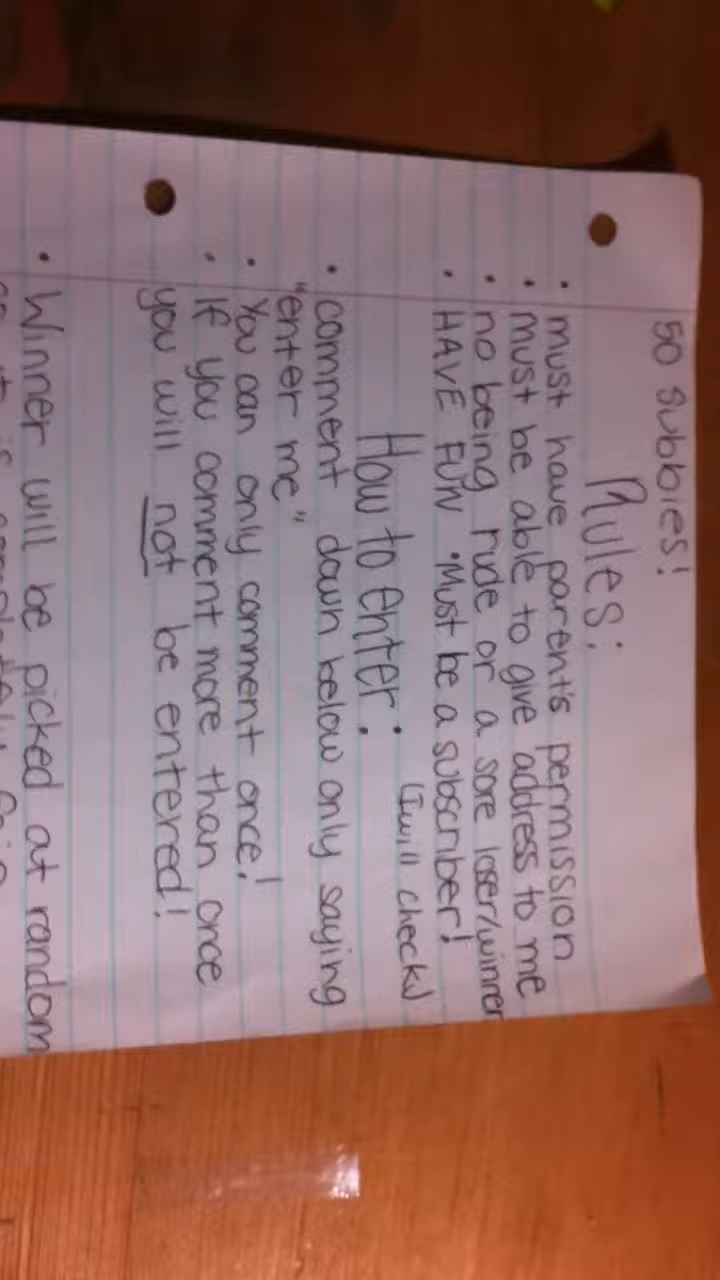 50 subbies!
Rules:
• must have parent's permission
• must be able to give address to me
• no being rude or a sore loser/winner
• HAVE FUN • Must be a subscriber!
(I will check)
How to Enter:
• comment down below only saying
"enter me"
• You can only comment once!
• If you comment more than once
you will not be entered!
• Winner will be picked at random